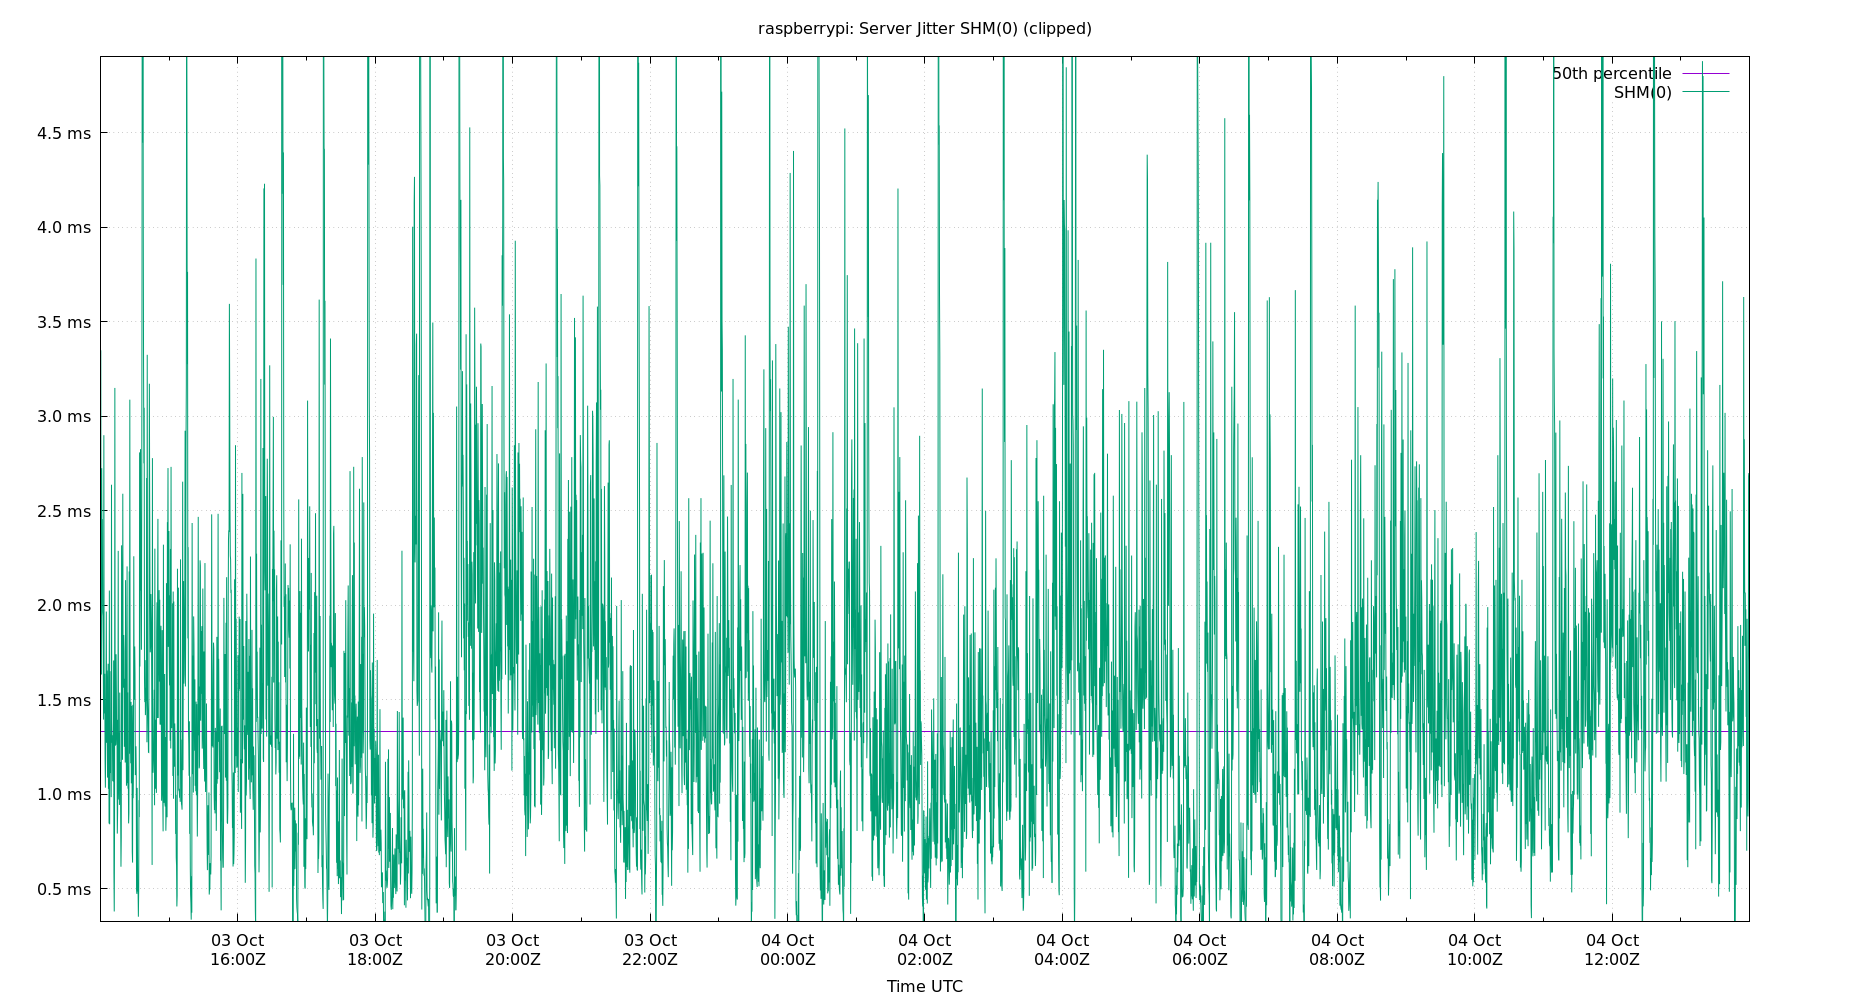 raspberrypi: Server Jitter SHM(0) (clipped)
50th percentile
SHM(0)
4.5 ms
4.0 ms
3.5 ms
3.0 ms
2.5 ms
2.0 ms
1.5 ms
1.0 ms
0.5 ms
03 Oct 03 Oct 03 Oct 03 Oct 04 Oct 04 Oct 04 Oct 04 Oct 04 Oct 04 Oct 04 Oct
16:00Z 18:00Z 20:00Z 22:00Z 00:00Z 02:00Z 04:00Z 06:00Z 08:00Z 10:00Z 12:00Z
Time UTC